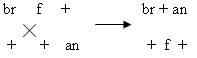 br f + br + an
+ + an + f +